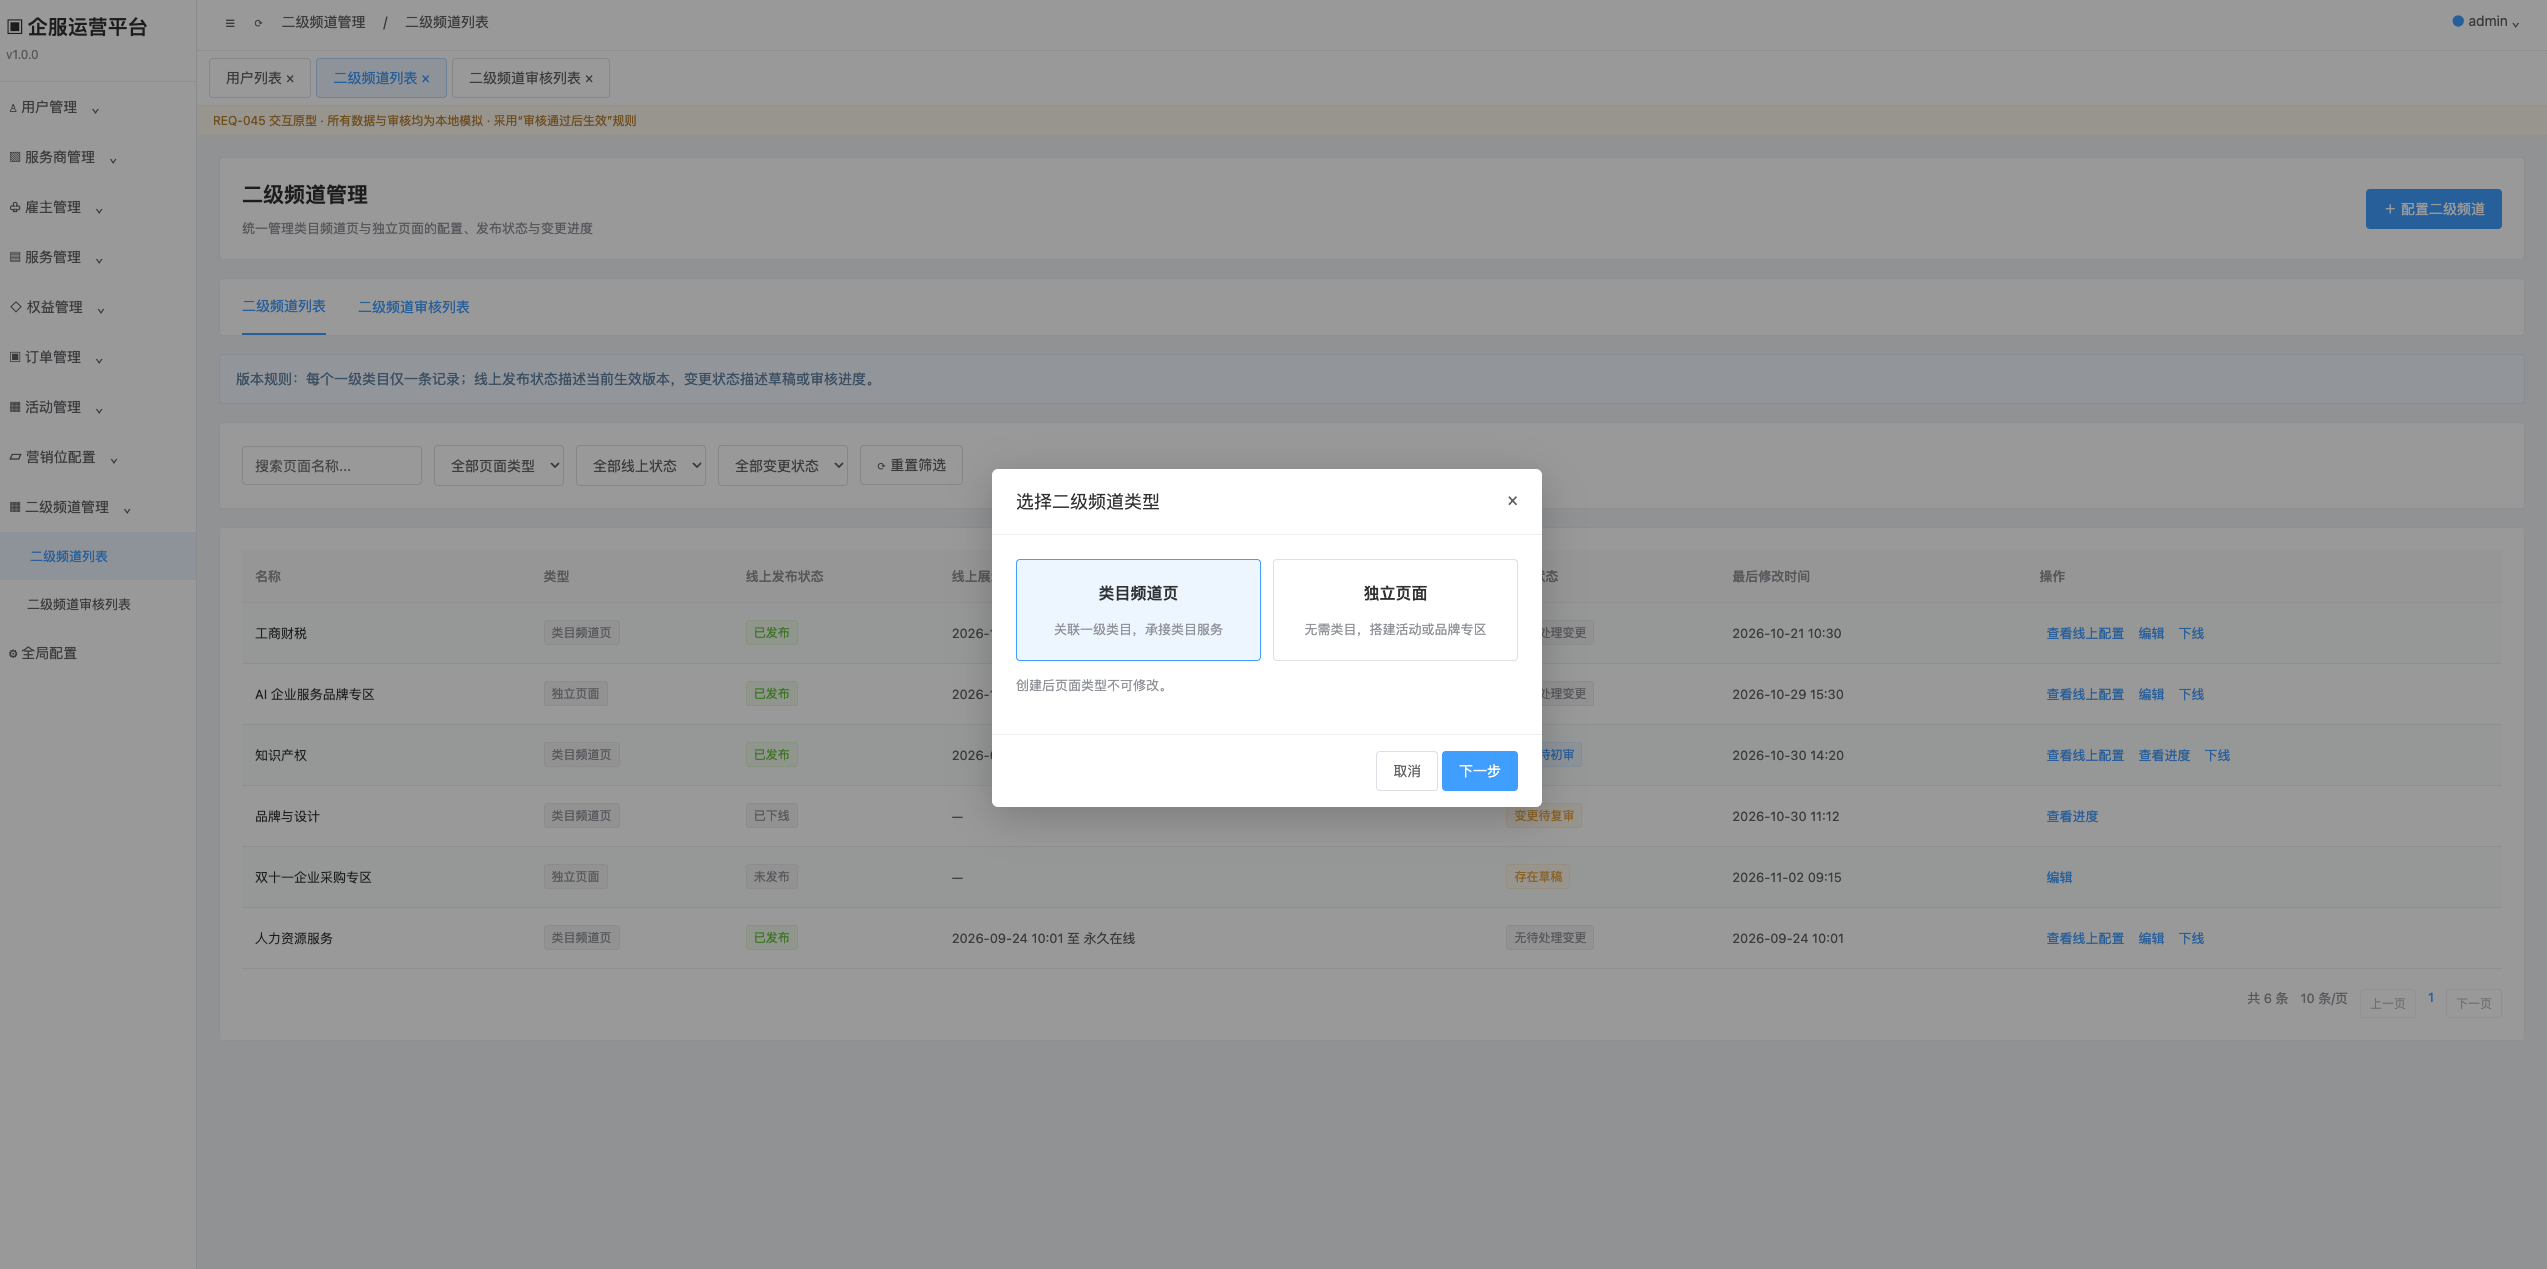 企服运营平台
v1.0.0
二级频道管理 / 二级频道列表
admin
用户列表 ×
二级频道列表 ×
二级频道审核列表 ×
REQ-045 交互原型 · 所有数据与审核均为本地模拟 · 采用“审核通过后生效”规则
用户管理
服务商管理
雇主管理
服务管理
权益管理
订单管理
活动管理
营销位配置
二级频道管理
二级频道列表
二级频道审核列表
全局配置
二级频道管理
统一管理类目频道页与独立页面的配置、发布状态与变更进度
+ 配置二级频道
二级频道列表
二级频道审核列表
版本规则：每个一级类目仅一条记录；线上发布状态描述当前生效版本，变更状态描述草稿或审核进度。
搜索页面名称...
全部页面类型
全部线上状态
全部变更状态
重置筛选
选择二级频道类型 ×
类目频道页
关联一级类目，承接类目服务
独立页面
无需类目，搭建活动或品牌专区
创建后页面类型不可修改。
取消
下一步
名称 类型 线上发布状态 线上展 态 最后修改时间 操作
工商财税 类目频道页 已发布 2026- 处理变更 2026-10-21 10:30 查看线上配置 编辑 下线
AI 企业服务品牌专区 独立页面 已发布 2026- 处理变更 2026-10-29 15:30 查看线上配置 编辑 下线
知识产权 类目频道页 已发布 2026- 待初审 2026-10-30 14:20 查看线上配置 查看进度 下线
品牌与设计 类目频道页 已下线 — 变更待复审 2026-10-30 11:12 查看进度
双十一企业采购专区 独立页面 未发布 — 存在草稿 2026-11-02 09:15 编辑
人力资源服务 类目频道页 已发布 2026-09-24 10:01 至 永久在线 无待处理变更 2026-09-24 10:01 查看线上配置 编辑 下线
共 6 条 10 条/页 上一页 1 下一页